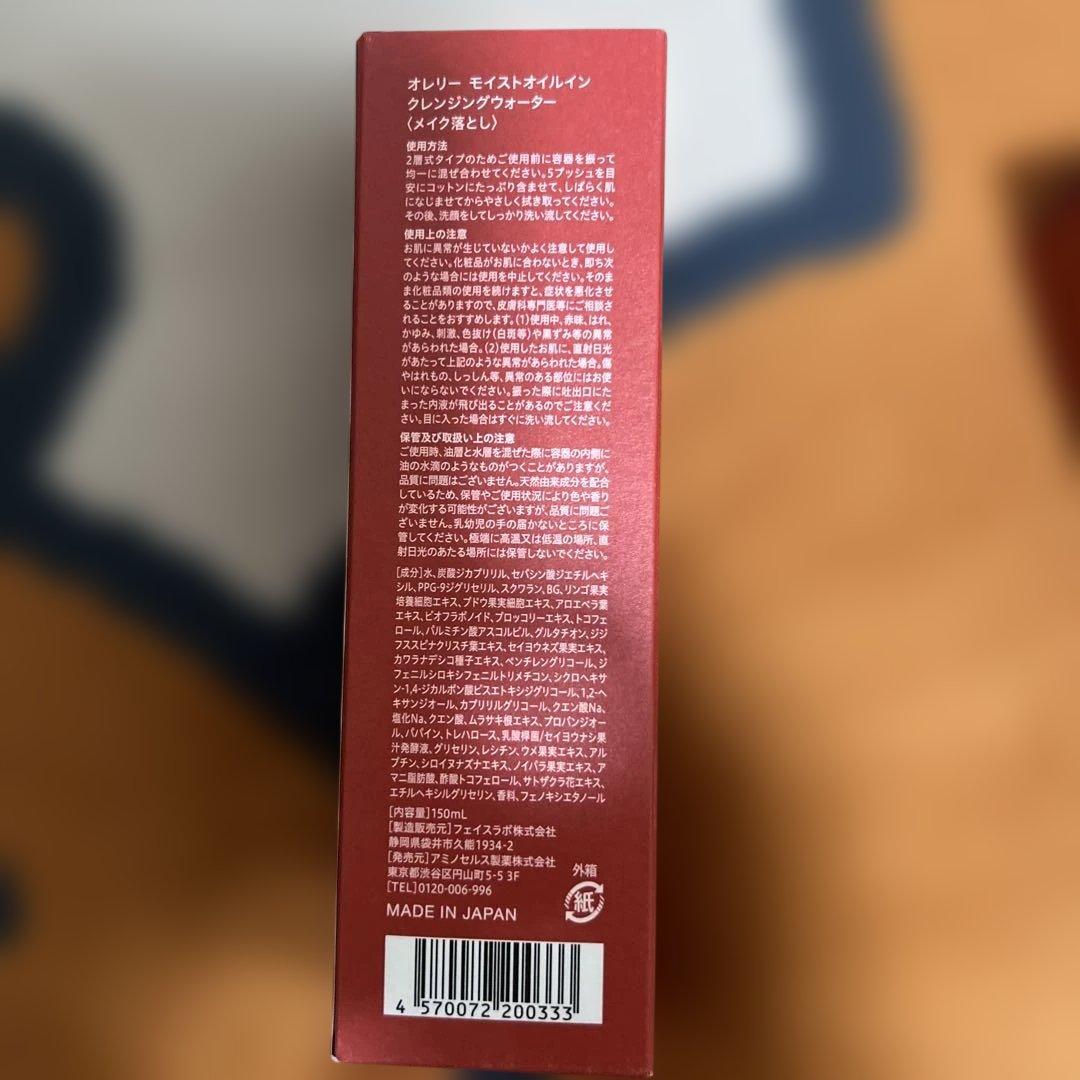 オレリー モイストオイルイン
クレンジングウォーター
〈メイク落とし〉
使用方法
2層式タイプのためご使用前に容器を振って
均一に混ぜ合わせてください。5プッシュを目
安にコットンにたっぷり含ませて、しばらく肌
になじませてからやさしく拭き取ってください。
その後、洗顔をしてしっかり洗い流してください。
使用上の注意
お肌に異常が生じていないかよく注意して使用し
てください。化粧品がお肌に合わないとき、即ち次
のような場合には使用を中止してください。そのま
ま化粧品類の使用を続けますと、症状を悪化させ
ることがありますので、皮膚科専門医等にご相談さ
れることをおすすめします。(1)使用中、赤味、はれ、
かゆみ、刺激、色抜け(白斑等)や黒ずみ等の異常
があらわれた場合。(2)使用したお肌に、直射日光
があたって上記のような異常があらわれた場合。傷
やはれもの、しっしん等、異常のある部位にはお使
いにならないでください。振った際に吐出口にた
まった内液が飛び出ることがあるのでご注意くだ
さい。目に入った場合はすぐに洗い流してください。
保管及び取扱い上の注意
ご使用時、油層と水層を混ぜた際に容器の内側に
油の水滴のようなものがつくことがありますが、
品質に問題はございません。天然由来成分を配合
しているため、保管やご使用状況により色や香り
が変化する可能性がございますが、品質に問題ご
ざいません。乳幼児の手の届かないところに保
管してください。極端に高温又は低温の場所、直
射日光のあたる場所には保管しないでください。
[成分]水、炭酸ジカプリリル、セバシン酸ジエチルヘキ
シル、PPG-9ジグリセリル、スクワラン、BG、リンゴ果実
培養細胞エキス、ブドウ果実細胞エキス、アロエベラ葉
エキス、ビオフラボノイド、ブロッコリーエキス、トコフェ
ロール、パルミチン酸アスコルビル、グルタチオン、ジジ
フススピナクリスチ葉エキス、セイヨウネズ果実エキス、
カワラナデシコ種子エキス、ペンチレングリコール、ジ
フェニルシロキシフェニルトリメチコン、シクロヘキサ
ン-1,4-ジカルボン酸ビスエトキシジグリコール、1,2-ヘ
キサンジオール、カプリリルグリコール、クエン酸Na、
塩化Na、クエン酸、ムラサキ根エキス、プロパンジオー
ル、パパイン、トレハロース、乳酸桿菌/セイヨウナシ果
汁発酵液、グリセリン、レシチン、ウメ果実エキス、アル
ブチン、シロイヌナズナエキス、ノイバラ果実エキス、ア
マニ脂肪酸、酢酸トコフェロール、サトザクラ花エキス、
エチルヘキシルグリセリン、香料、フェノキシエタノール
[内容量]150mL
[製造販売元]フェイスラボ株式会社
静岡県袋井市久能1934-2
[発売元]アミノセルス製薬株式会社
東京都渋谷区円山町5-5 3F
[TEL]0120-006-996
外箱
紙
MADE IN JAPAN
4 570072 200333